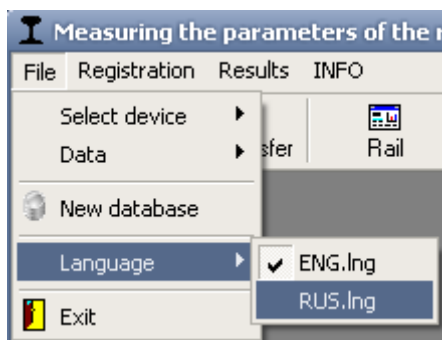 Measuring the parameters of the
File Registration Results INFO
Select device
Data
sfer
Rail
New database
Language
ENG.lng
RUS.lng
Exit